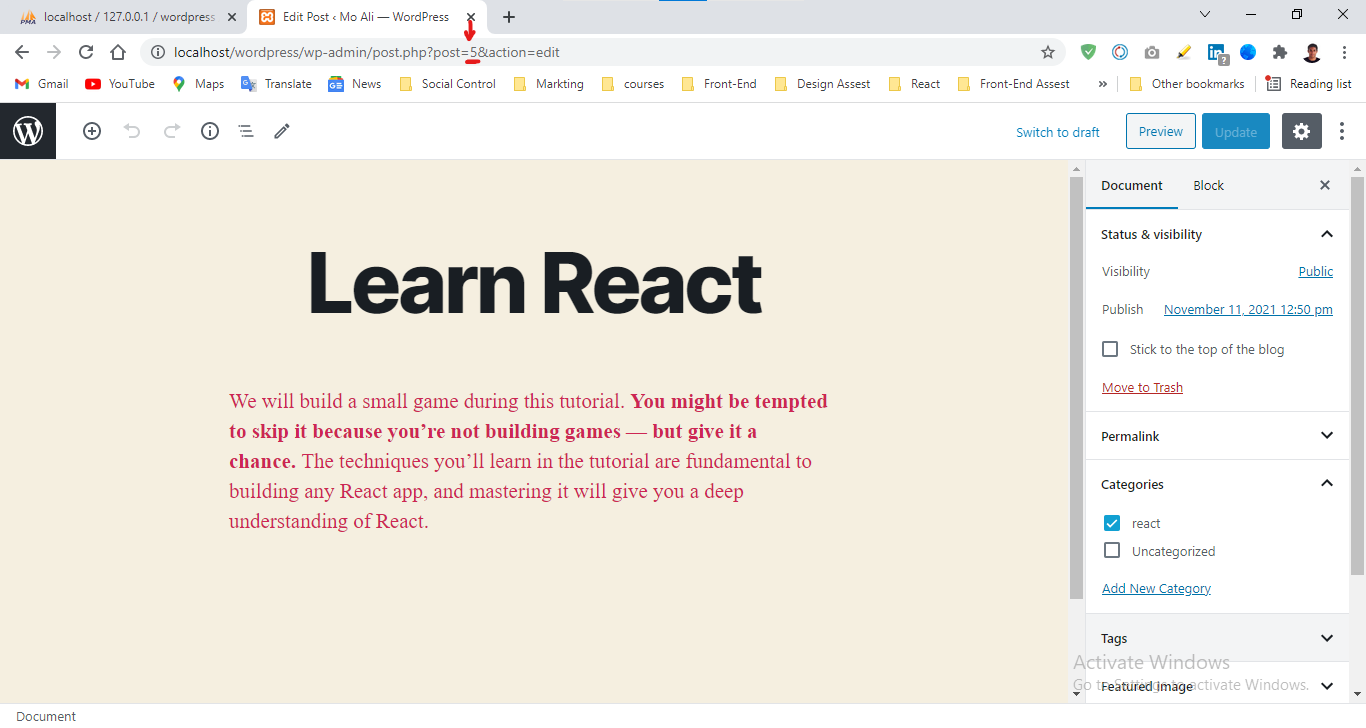 localhost / 127.0.0.1 / wordpress
Edit Post ‹ Mo Ali — WordPress
localhost/wordpress/wp-admin/post.php?post=5&action=edit
Gmail YouTube Maps Translate News Social Control Markting courses Front-End Design Assest React Front-End Assest » Other bookmarks Reading list
Switch to draft Preview Update
Document Block
Status & visibility
Visibility Public
Publish November 11, 2021 12:50 pm
Stick to the top of the blog
Move to Trash
Permalink
Categories
react
Uncategorized
Add New Category
Tags
Featured image
Learn React
We will build a small game during this tutorial. You might be tempted
to skip it because you’re not building games — but give it a
chance. The techniques you’ll learn in the tutorial are fundamental to
building any React app, and mastering it will give you a deep
understanding of React.
Activate Windows
Go to Settings to activate Windows.
Document